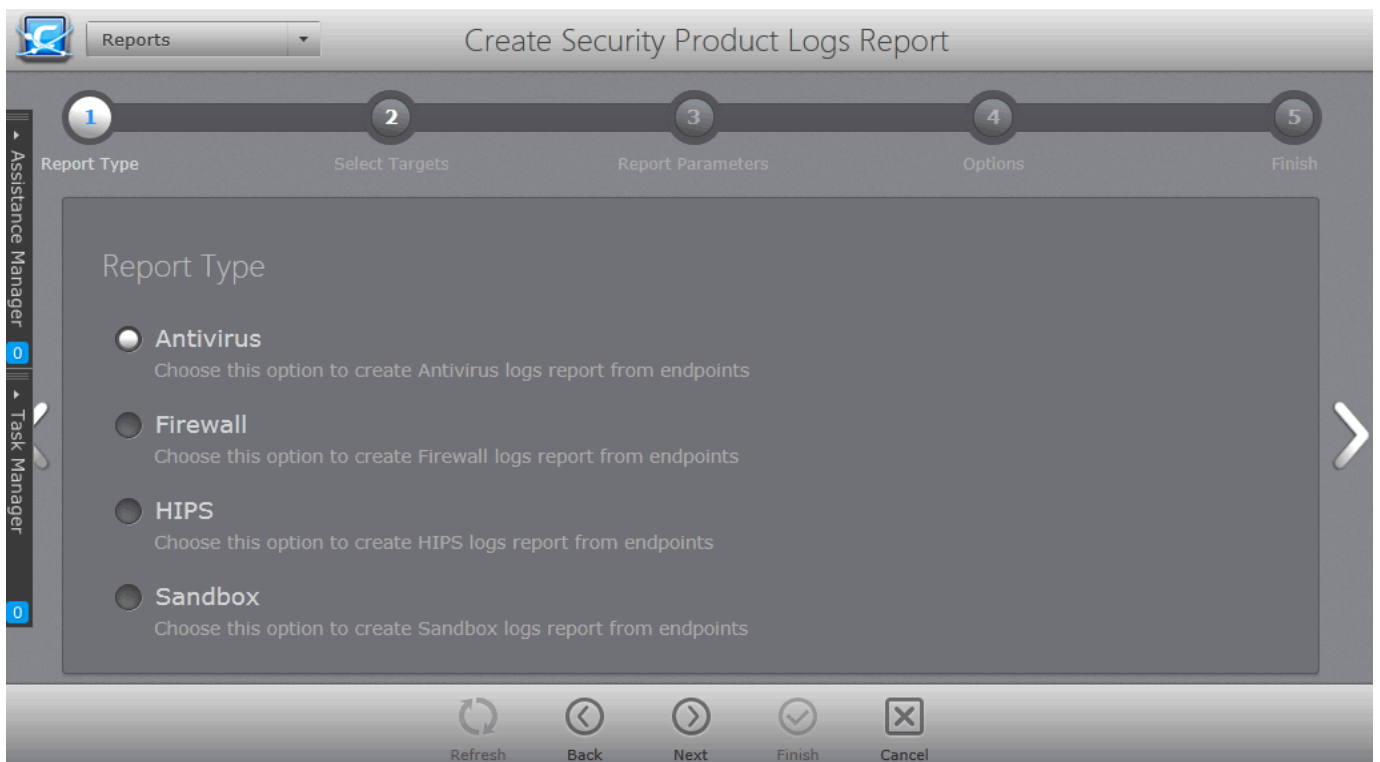 Reports
Create Security Product Logs Report
1
2
3
4
5
Report Type
Select Targets
Report Parameters
Options
Finish
Assistance Manager
0
Task Manager
0
Report Type
Antivirus
Choose this option to create Antivirus logs report from endpoints
Firewall
Choose this option to create Firewall logs report from endpoints
HIPS
Choose this option to create HIPS logs report from endpoints
Sandbox
Choose this option to create Sandbox logs report from endpoints
Refresh
Back
Next
Finish
Cancel